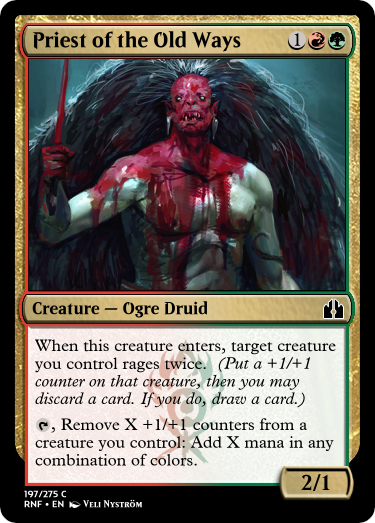 Priest of the Old Ways 1
Creature — Ogre Druid
When this creature enters, target creature
you control rages twice. (Put a +1/+1
counter on that creature, then you may
discard a card. If you do, draw a card.)
, Remove X +1/+1 counters from a
creature you control: Add X mana in any
combination of colors.
2/1
197/275 C
RNF • EN Veli Nyström